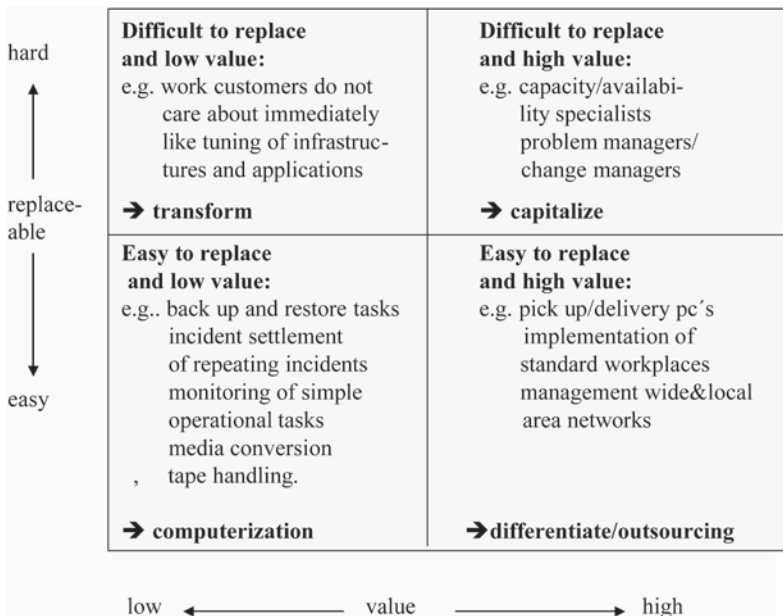 hard
replace-
able
easy
Difficult to replace
and low value:
e.g. work customers do not
care about immediately
like tuning of infrastruc-
tures and applications
➔ transform
Difficult to replace
and high value:
e.g. capacity/availabi-
lity specialists
problem managers/
change managers
➔ capitalize
Easy to replace
and low value:
e.g.. back up and restore tasks
incident settlement
of repeating incidents
monitoring of simple
operational tasks
media conversion
, tape handling.
➔ computerization
Easy to replace
and high value:
e.g. pick up/delivery pc´s
implementation of
standard workplaces
management wide&local
area networks
➔differentiate/outsourcing
low value high